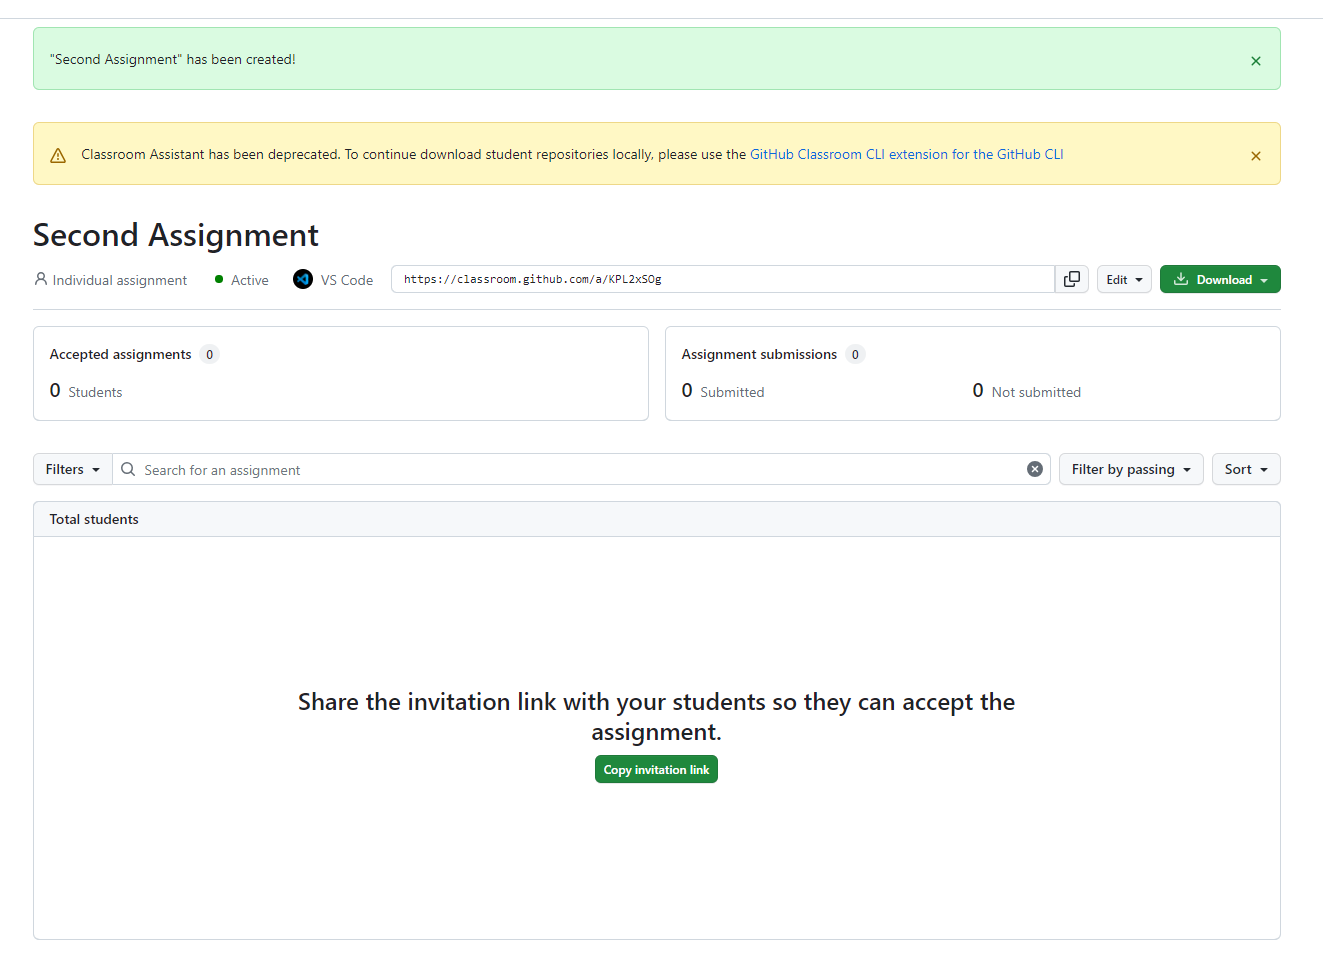 "Second Assignment" has been created!
Classroom Assistant has been deprecated. To continue download student repositories locally, please use the GitHub Classroom CLI extension for the GitHub CLI
Second Assignment
Individual assignment Active VS Code https://classroom.github.com/a/KPL2xSOg Edit Download
Accepted assignments 0
0 Students
Assignment submissions 0
0 Submitted 0 Not submitted
Filters Search for an assignment Filter by passing Sort
Total students
Share the invitation link with your students so they can accept the
assignment.
Copy invitation link